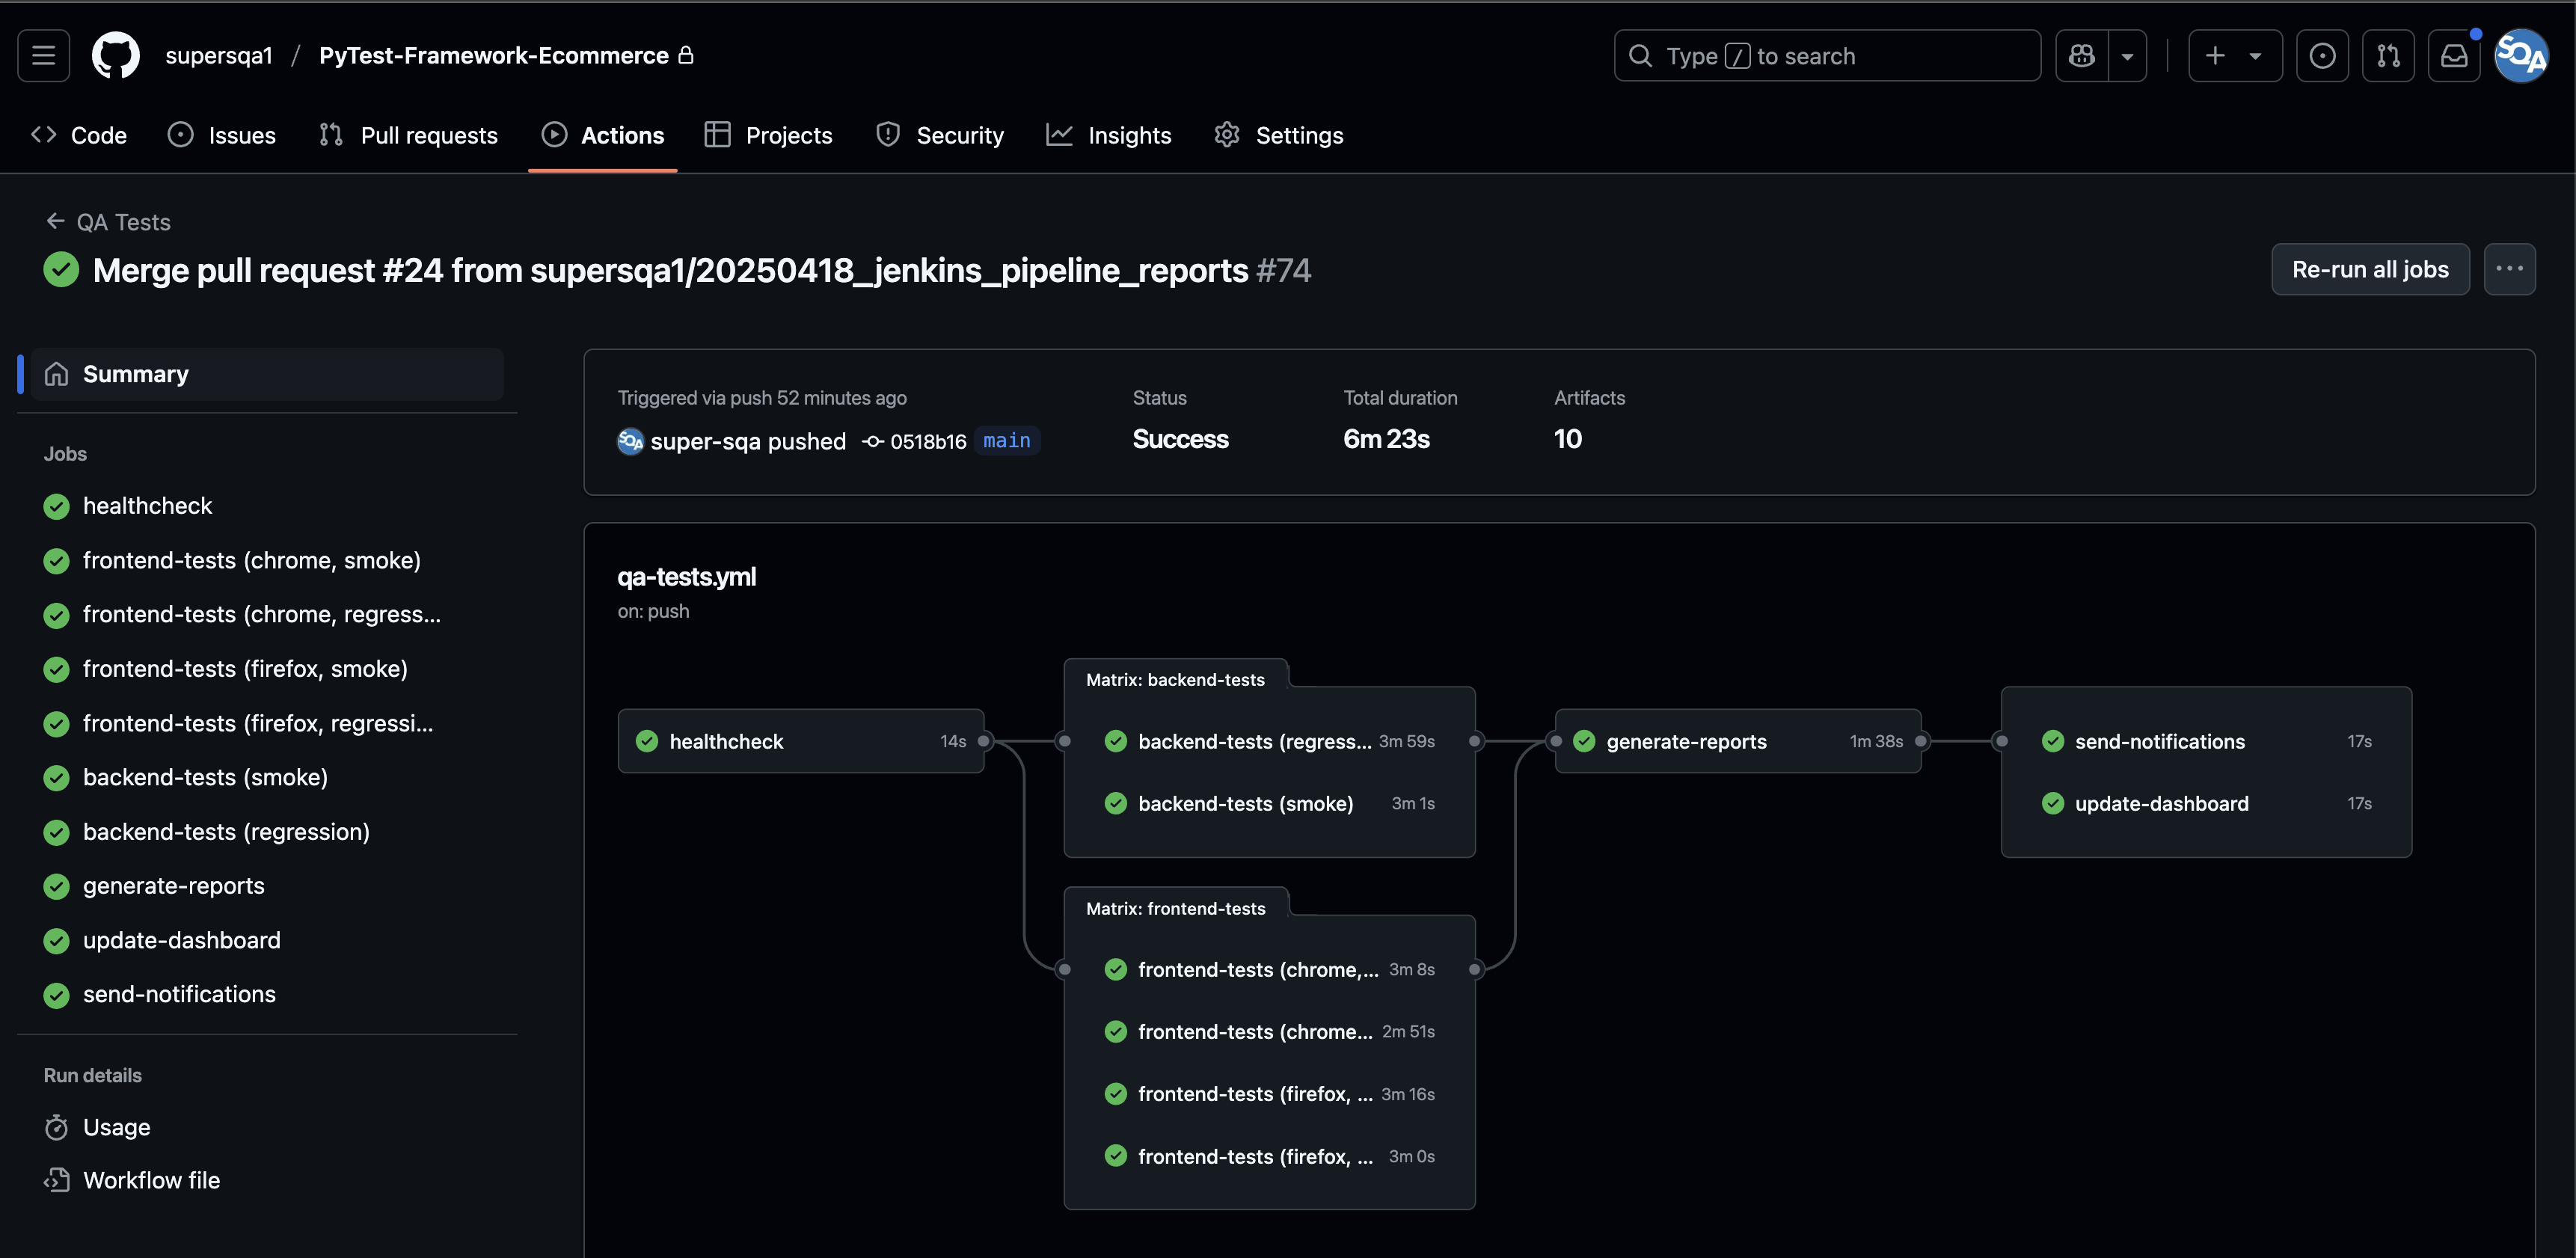 supersqa1 / PyTest-Framework-Ecommerce
Type / to search
SQA
Code Issues Pull requests Actions Projects Security Insights Settings
QA Tests
Merge pull request #24 from supersqa1/20250418_jenkins_pipeline_reports #74
Re-run all jobs
Summary
Jobs
healthcheck
frontend-tests (chrome, smoke)
frontend-tests (chrome, regress...
frontend-tests (firefox, smoke)
frontend-tests (firefox, regressi...
backend-tests (smoke)
backend-tests (regression)
generate-reports
update-dashboard
send-notifications
Run details
Usage
Workflow file
Triggered via push 52 minutes ago
SQA super-sqa pushed 0518b16 main
Status
Success
Total duration
6m 23s
Artifacts
10
qa-tests.yml
on: push
healthcheck 14s
Matrix: backend-tests
backend-tests (regress... 3m 59s
backend-tests (smoke) 3m 1s
Matrix: frontend-tests
frontend-tests (chrome,... 3m 8s
frontend-tests (chrome... 2m 51s
frontend-tests (firefox, ... 3m 16s
frontend-tests (firefox, ... 3m 0s
generate-reports 1m 38s
send-notifications 17s
update-dashboard 17s